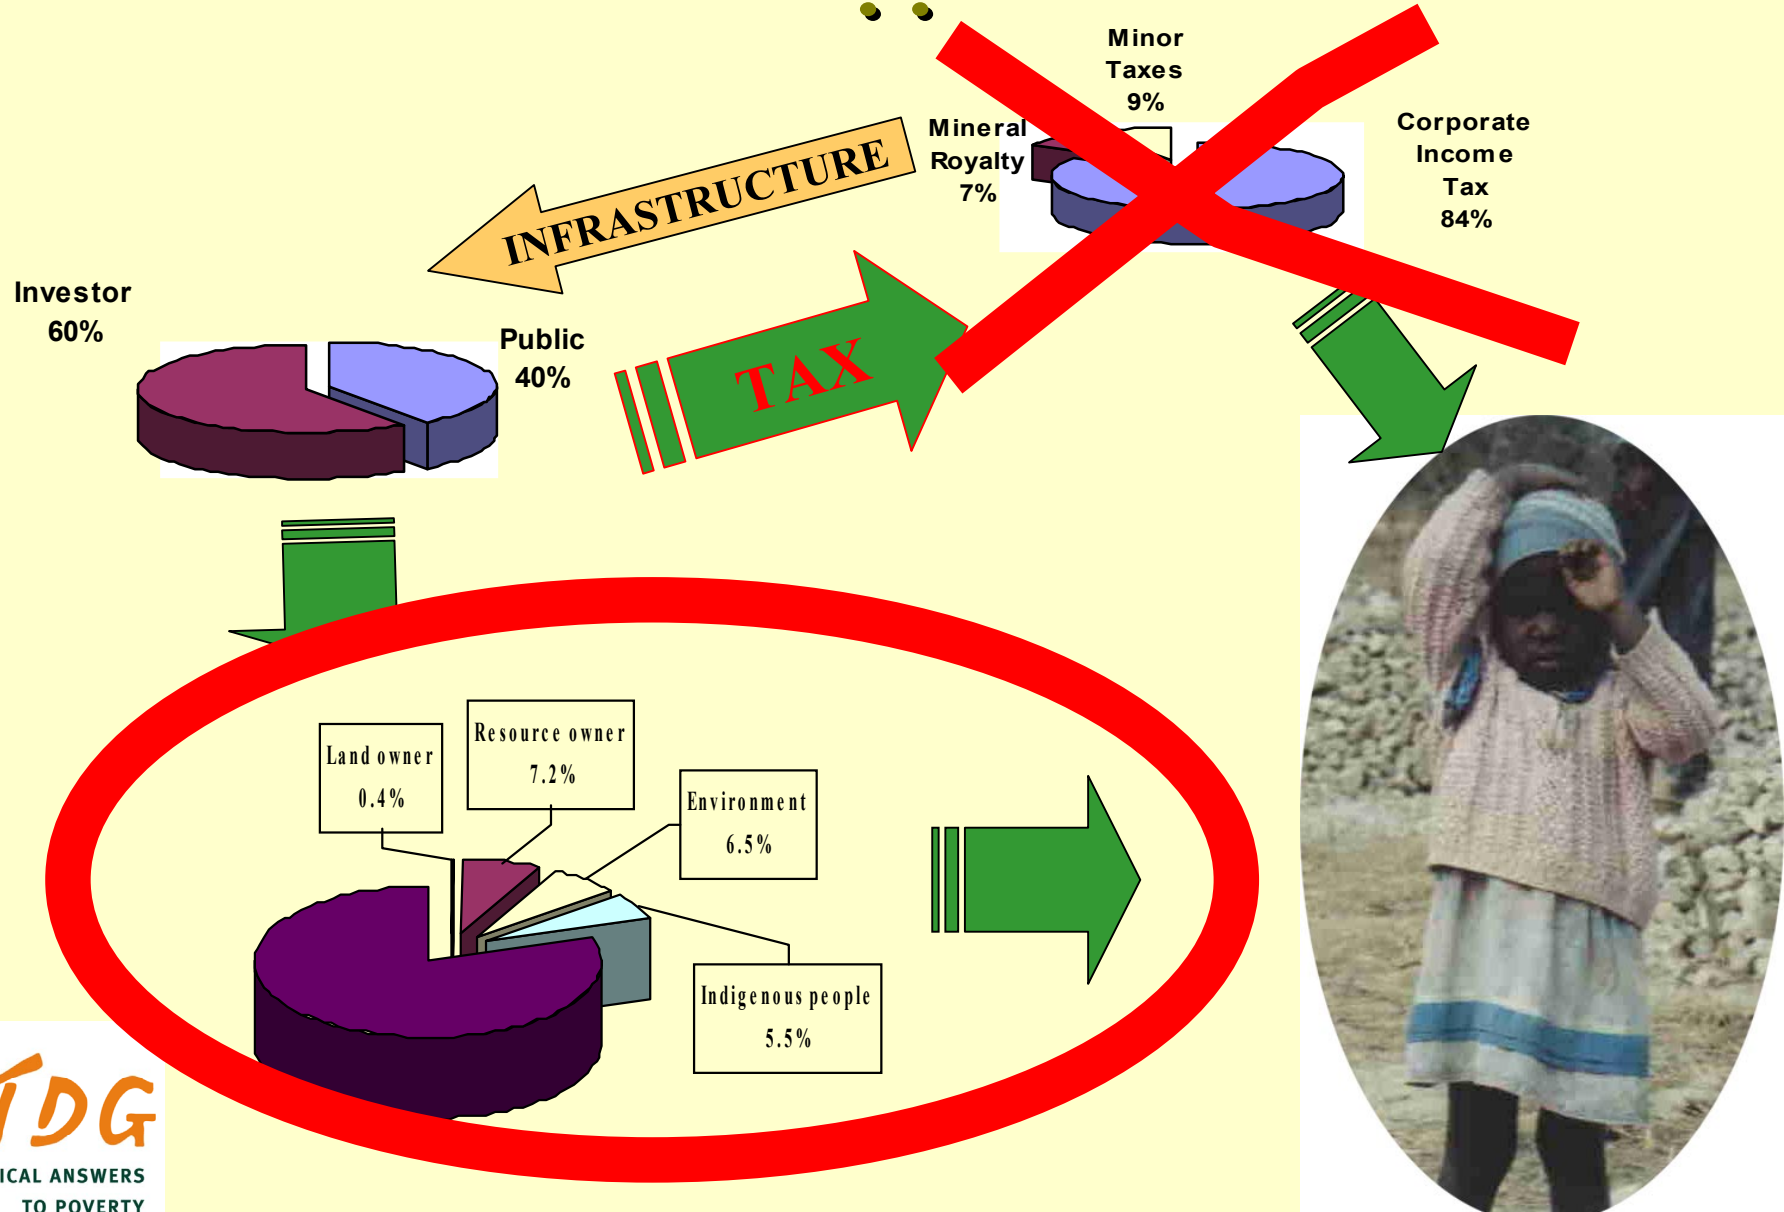 Minor
Taxes
9%
Mineral
Royalty
7%
Corporate
Income
Tax
84%
INFRASTRUCTURE
Investor
60%
Public
40%
TAX
Land owner
0.4%
Resource owner
7.2%
Environment
6.5%
Indigenous people
5.5%
TDG
ICAL ANSWERS
TO POVERTY